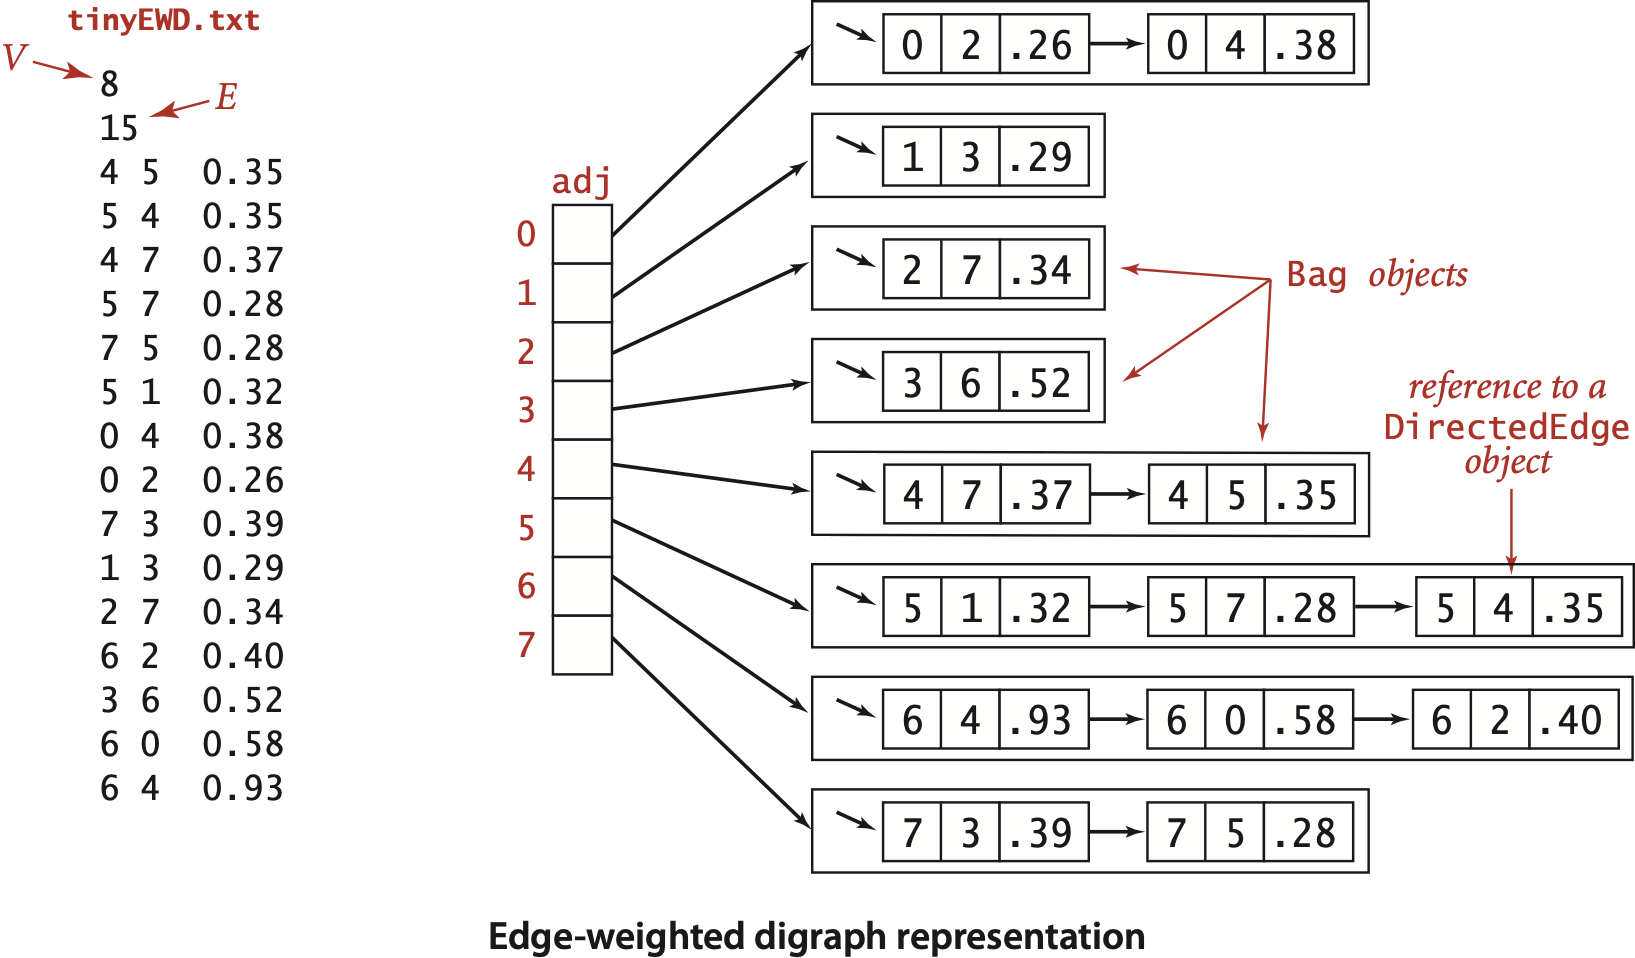 tinyEWD.txt
V
8
E
15
4 5 0.35
5 4 0.35
4 7 0.37
5 7 0.28
7 5 0.28
5 1 0.32
0 4 0.38
0 2 0.26
7 3 0.39
1 3 0.29
2 7 0.34
6 2 0.40
3 6 0.52
6 0 0.58
6 4 0.93
adj
0
1
2
3
4
5
6
7
0 2 .26 0 4 .38
1 3 .29
2 7 .34
3 6 .52
4 7 .37 4 5 .35
5 1 .32 5 7 .28 5 4 .35
6 4 .93 6 0 .58 6 2 .40
7 3 .39 7 5 .28
Bag objects
reference to a
DirectedEdge
object
Edge-weighted digraph representation